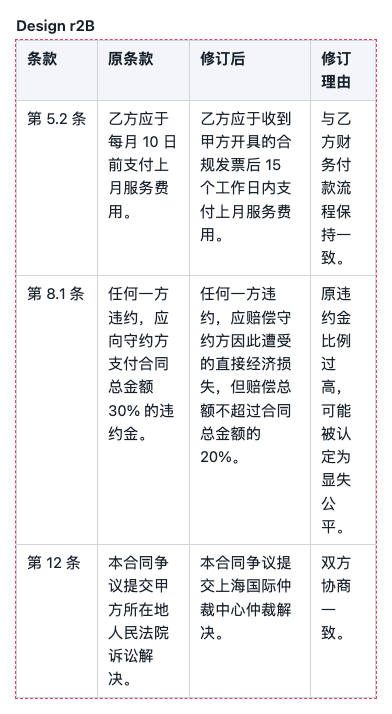 Design r2B
条款
原条款
修订后
修订
理由
第 5.2 条
乙方应于
每月 10 日
前支付上
月服务费
用。
乙方应于收到
甲方开具的合
规发票后 15
个工作日内支
付上月服务费
用。
与乙
方财
务付
款流
程保
持一
致。
第 8.1 条
任何一方
违约，应
向守约方
支付合同
总金额
30% 的违
约金。
任何一方违
约，应赔偿守
约方因此遭受
的直接经济损
失，但赔偿总
额不超过合同
总金额的
20%。
原违
约金
比例
过
高，
可能
被认
定为
显失
公
平。
第 12 条
本合同争
议提交甲
方所在地
人民法院
诉讼解
决。
本合同争议提
交上海国际仲
裁中心仲裁解
决。
双方
协商
一
致。